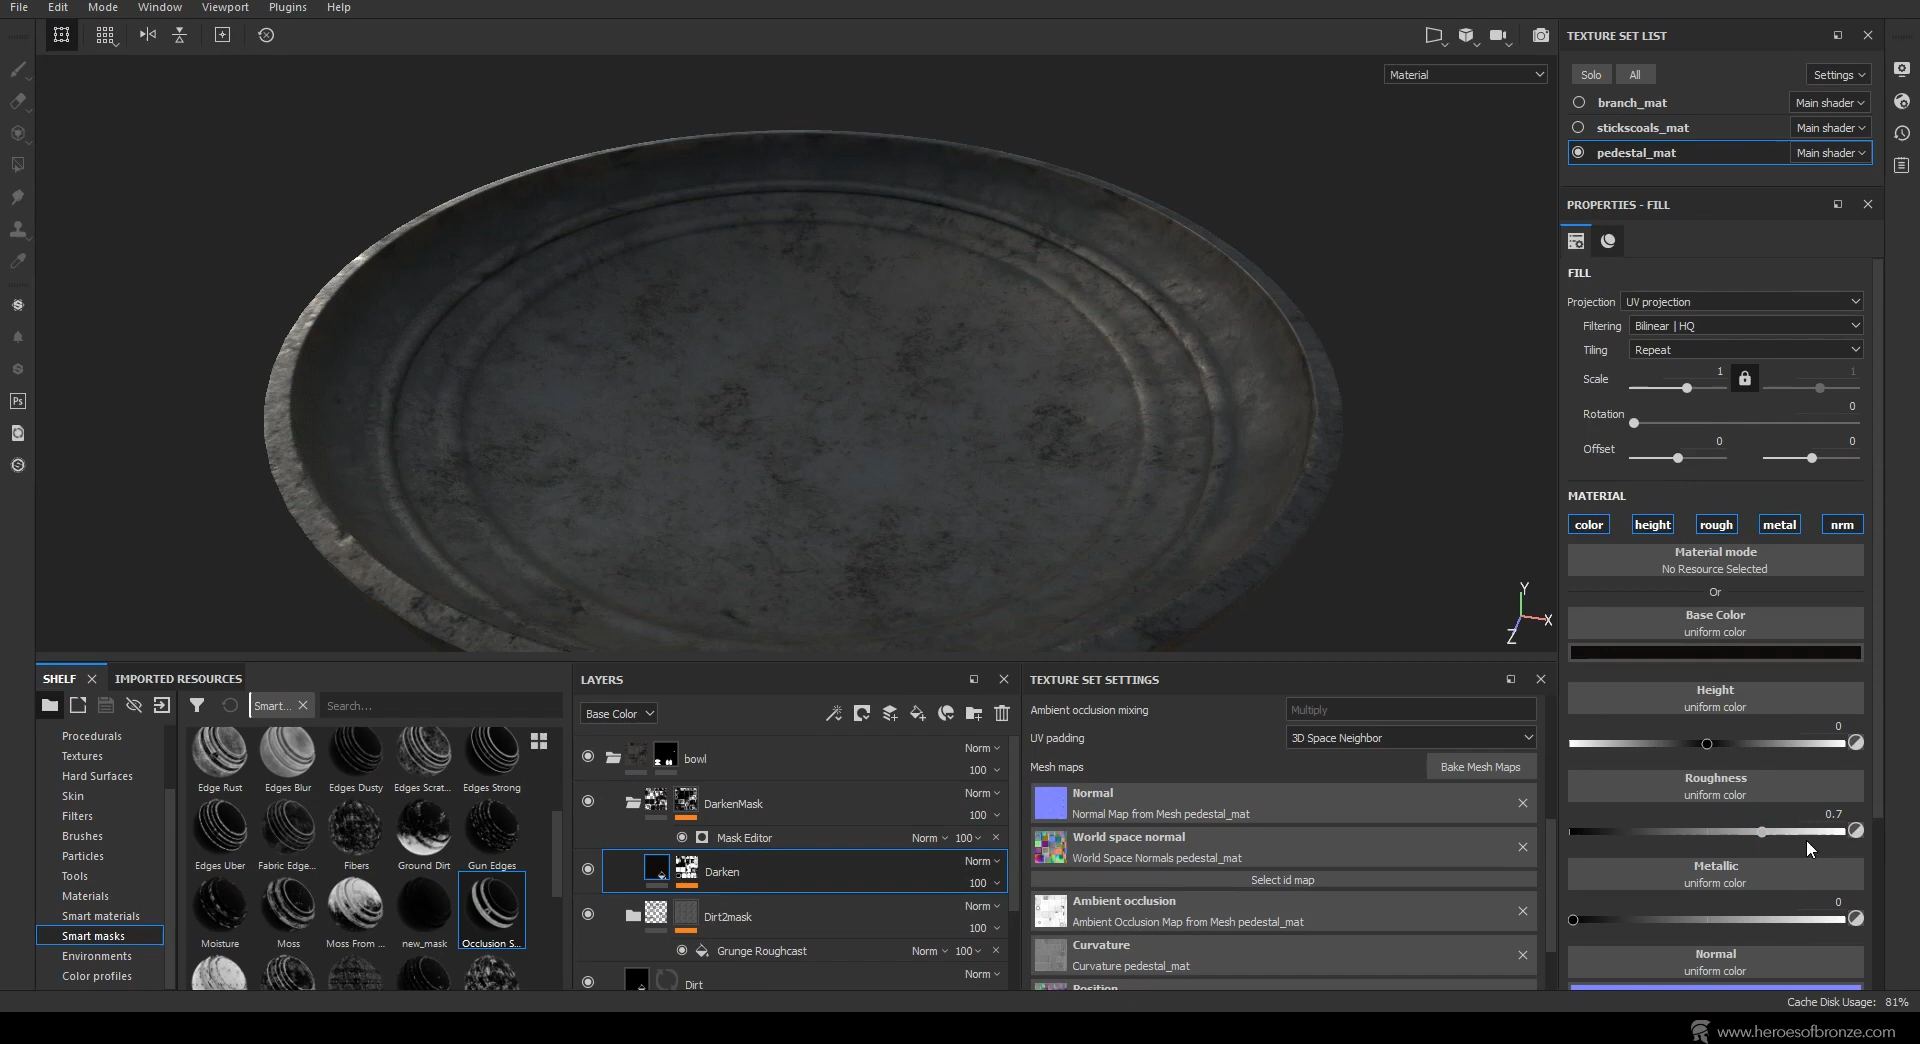 File Edit Mode Window Viewport Plugins Help
Material
TEXTURE SET LIST
Solo All Settings
branch_mat Main shader
stickscoals_mat Main shader
pedestal_mat Main shader
PROPERTIES - FILL
FILL
Projection UV projection
Filtering Bilinear | HQ
Tiling Repeat
Scale 1 1
Rotation 0
Offset 0 0
MATERIAL
color height rough metal nrm
Material mode
No Resource Selected
Or
Base Color
uniform color
Height
uniform color
0
Roughness
uniform color
0.7
Metallic
uniform color
0
Normal
uniform color
Y
X
Z
Ps
SHELF IMPORTED RESOURCES
Smart... Search...
Procedurals
Textures
Hard Surfaces
Skin
Filters
Brushes
Particles
Tools
Materials
Smart materials
Smart masks
Environments
Color profiles
Edge Rust Edges Blur Edges Dusty Edges Scrat... Edges Strong
Edges Uber Fabric Edge... Fibers Ground Dirt Gun Edges
Moisture Moss Moss From ... new_mask Occlusion S...
LAYERS
Base Color
bowl Norm 100
DarkenMask Norm 100
Mask Editor Norm 100
Darken Norm 100
Dirt2mask Norm 100
Grunge Roughcast Norm 100
Dirt Norm
TEXTURE SET SETTINGS
Ambient occlusion mixing Multiply
UV padding 3D Space Neighbor
Mesh maps Bake Mesh Maps
Normal
Normal Map from Mesh pedestal_mat
World space normal
World Space Normals pedestal_mat
Select id map
Ambient occlusion
Ambient Occlusion Map from Mesh pedestal_mat
Curvature
Curvature pedestal_mat
Position
Cache Disk Usage: 81%
www.heroesofbronze.com